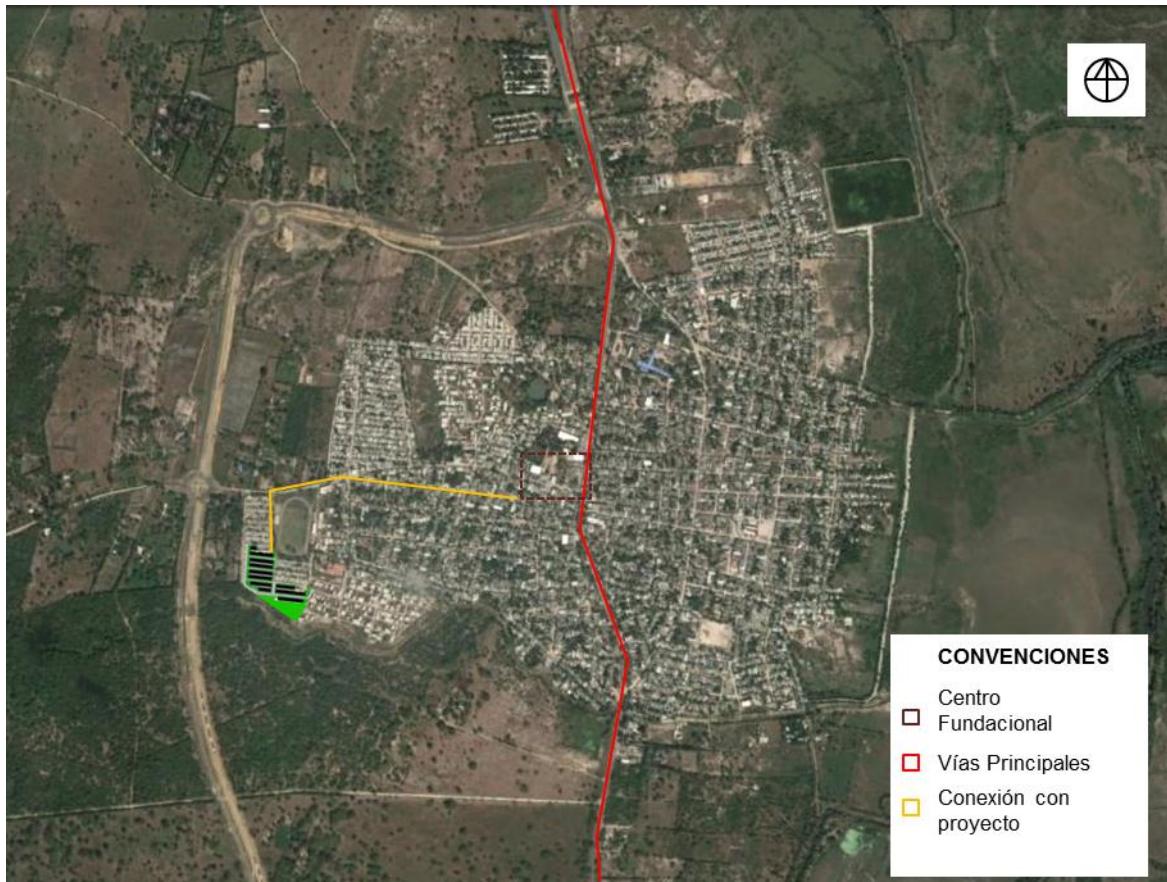 CONVENCIONES
Centro
Fundacional
Vías Principales
Conexión con
proyecto